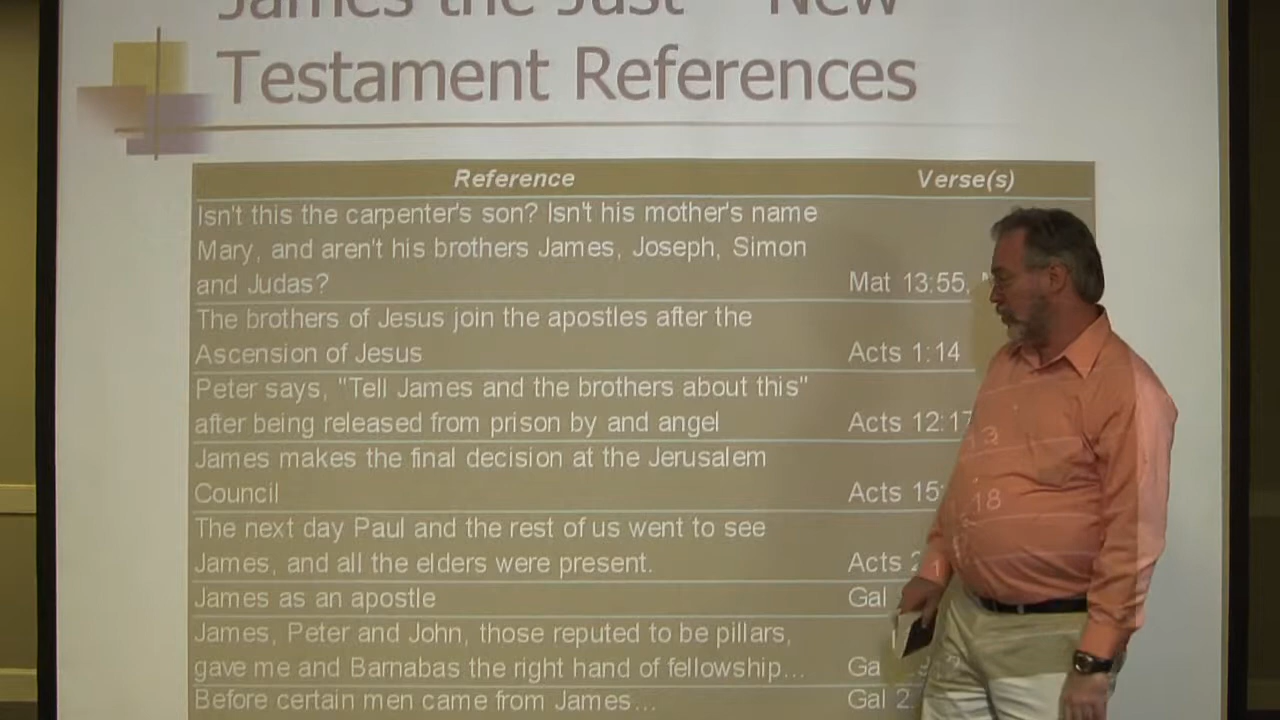 James the Just – New
Testament References
Reference Verse(s)
Isn't this the carpenter's son? Isn't his mother's name
Mary, and aren't his brothers James, Joseph, Simon
and Judas? Mat 13:55,
The brothers of Jesus join the apostles after the
Ascension of Jesus Acts 1:14
Peter says, "Tell James and the brothers about this"
after being released from prison by and angel Acts 12:17
James makes the final decision at the Jerusalem
Council Acts 15:
The next day Paul and the rest of us went to see
James, and all the elders were present. Acts 18
James as an apostle Gal
James, Peter and John, those reputed to be pillars,
gave me and Barnabas the right hand of fellowship... Ga
Before certain men came from James... Gal 2: